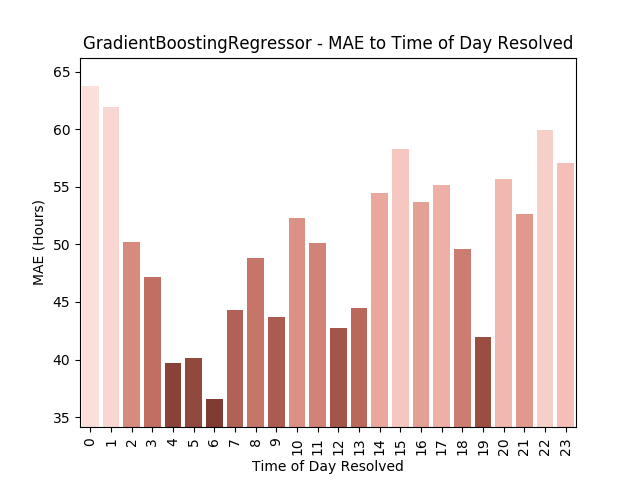 GradientBoostingRegressor - MAE to Time of Day Resolved
65
60
55
50
45
40
35
MAE (Hours)
0 1 2 3 4 5 6 7 8 9 10 11 12 13 14 15 16 17 18 19 20 21 22 23
Time of Day Resolved